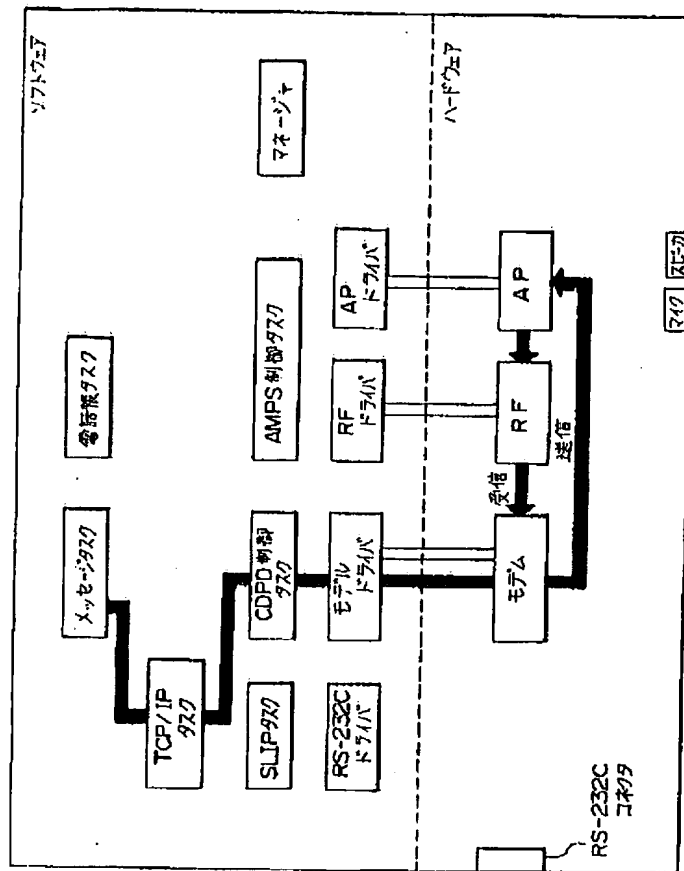 ソフトウェア
メッセージタスク
電話帳タスク
TCP/IP
タスク
SLIPタスク
CDPD制御
タスク
AMPS制御タスク
マネージャ
RS-232C
ドライバ
モデル
ドライバ
RF
ドライバ
AP
ドライバ
ハードウェア
モデム
受信
RF
AP
送信
RS-232C
コネクタ
マイク
スピーカ